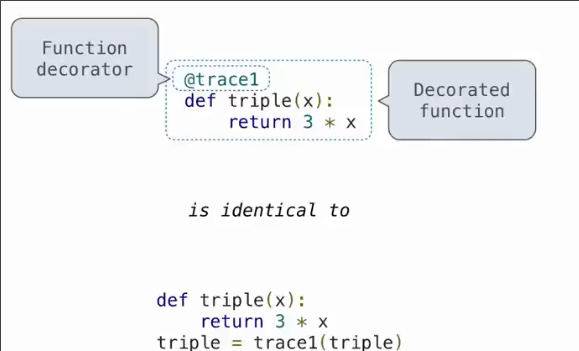 Function
decorator
@trace1
def triple(x):
    return 3 * x
Decorated
function
is identical to
def triple(x):
    return 3 * x
triple = trace1(triple)